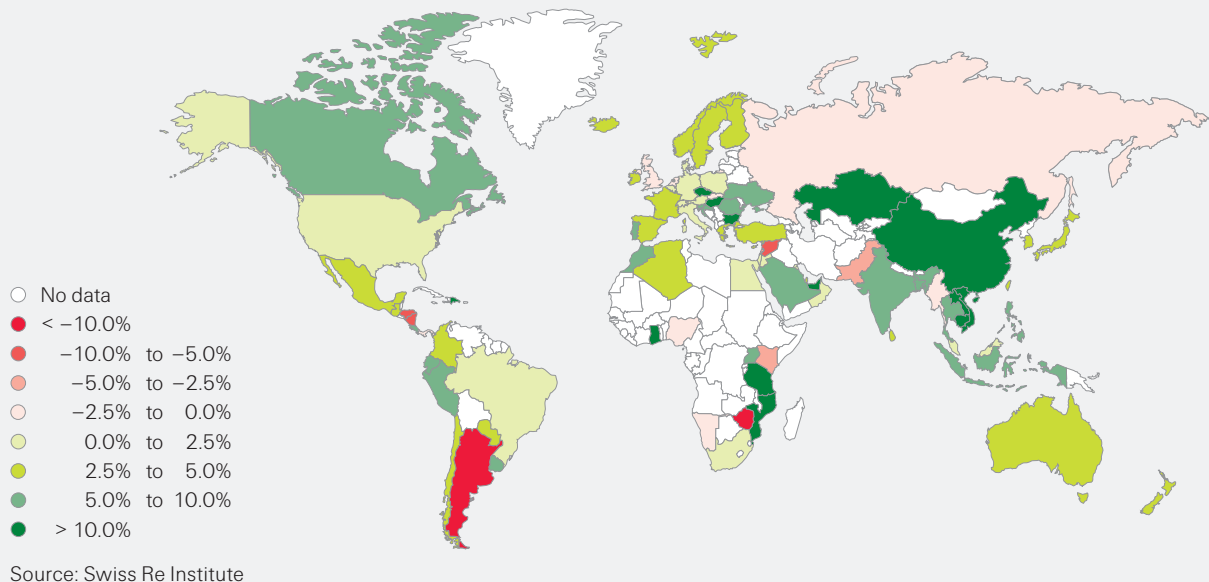 No data
< −10.0%
−10.0% to −5.0%
−5.0% to −2.5%
−2.5% to 0.0%
0.0% to 2.5%
2.5% to 5.0%
5.0% to 10.0%
> 10.0%
Source: Swiss Re Institute